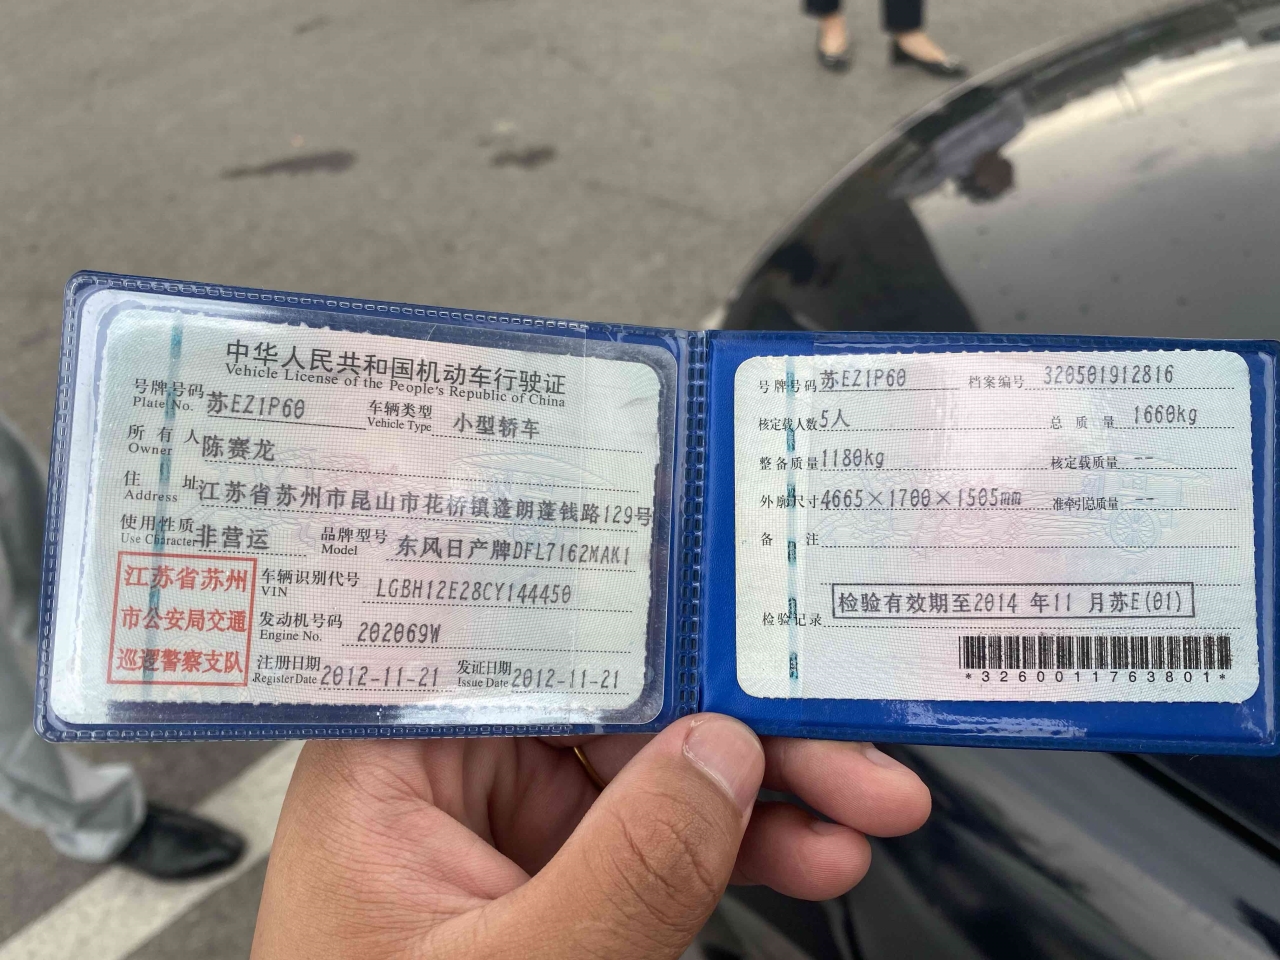 中华人民共和国机动车行驶证
Vehicle License of the People's Republic of China
号牌号码 苏EZ1P60 车辆类型 小型轿车
Plate No. Vehicle Type
所有人 陈赛龙
Owner
住址 江苏省苏州市昆山市花桥镇蓬朗蓬钱路129号
Address
使用性质 非营运 品牌型号 东风日产牌DFL7162MAK1
Use Character Model
江苏省苏州
市公安局交通
巡逻警察支队
车辆识别代号 LGBH12E28CY144450
VIN
发动机号码 202069W
Engine No.
注册日期 2012-11-21 发证日期 2012-11-21
Register Date Issue Date
号牌号码 苏EZ1P60 档案编号 320501912816
核定载人数 5人 总质量 1660kg
整备质量 1180kg 核定载质量 --
外廓尺寸 4665×1700×1505mm 准牵引总质量 --
备注
检验记录 检验有效期至2014 年11 月苏E(01)
*3260011763801*